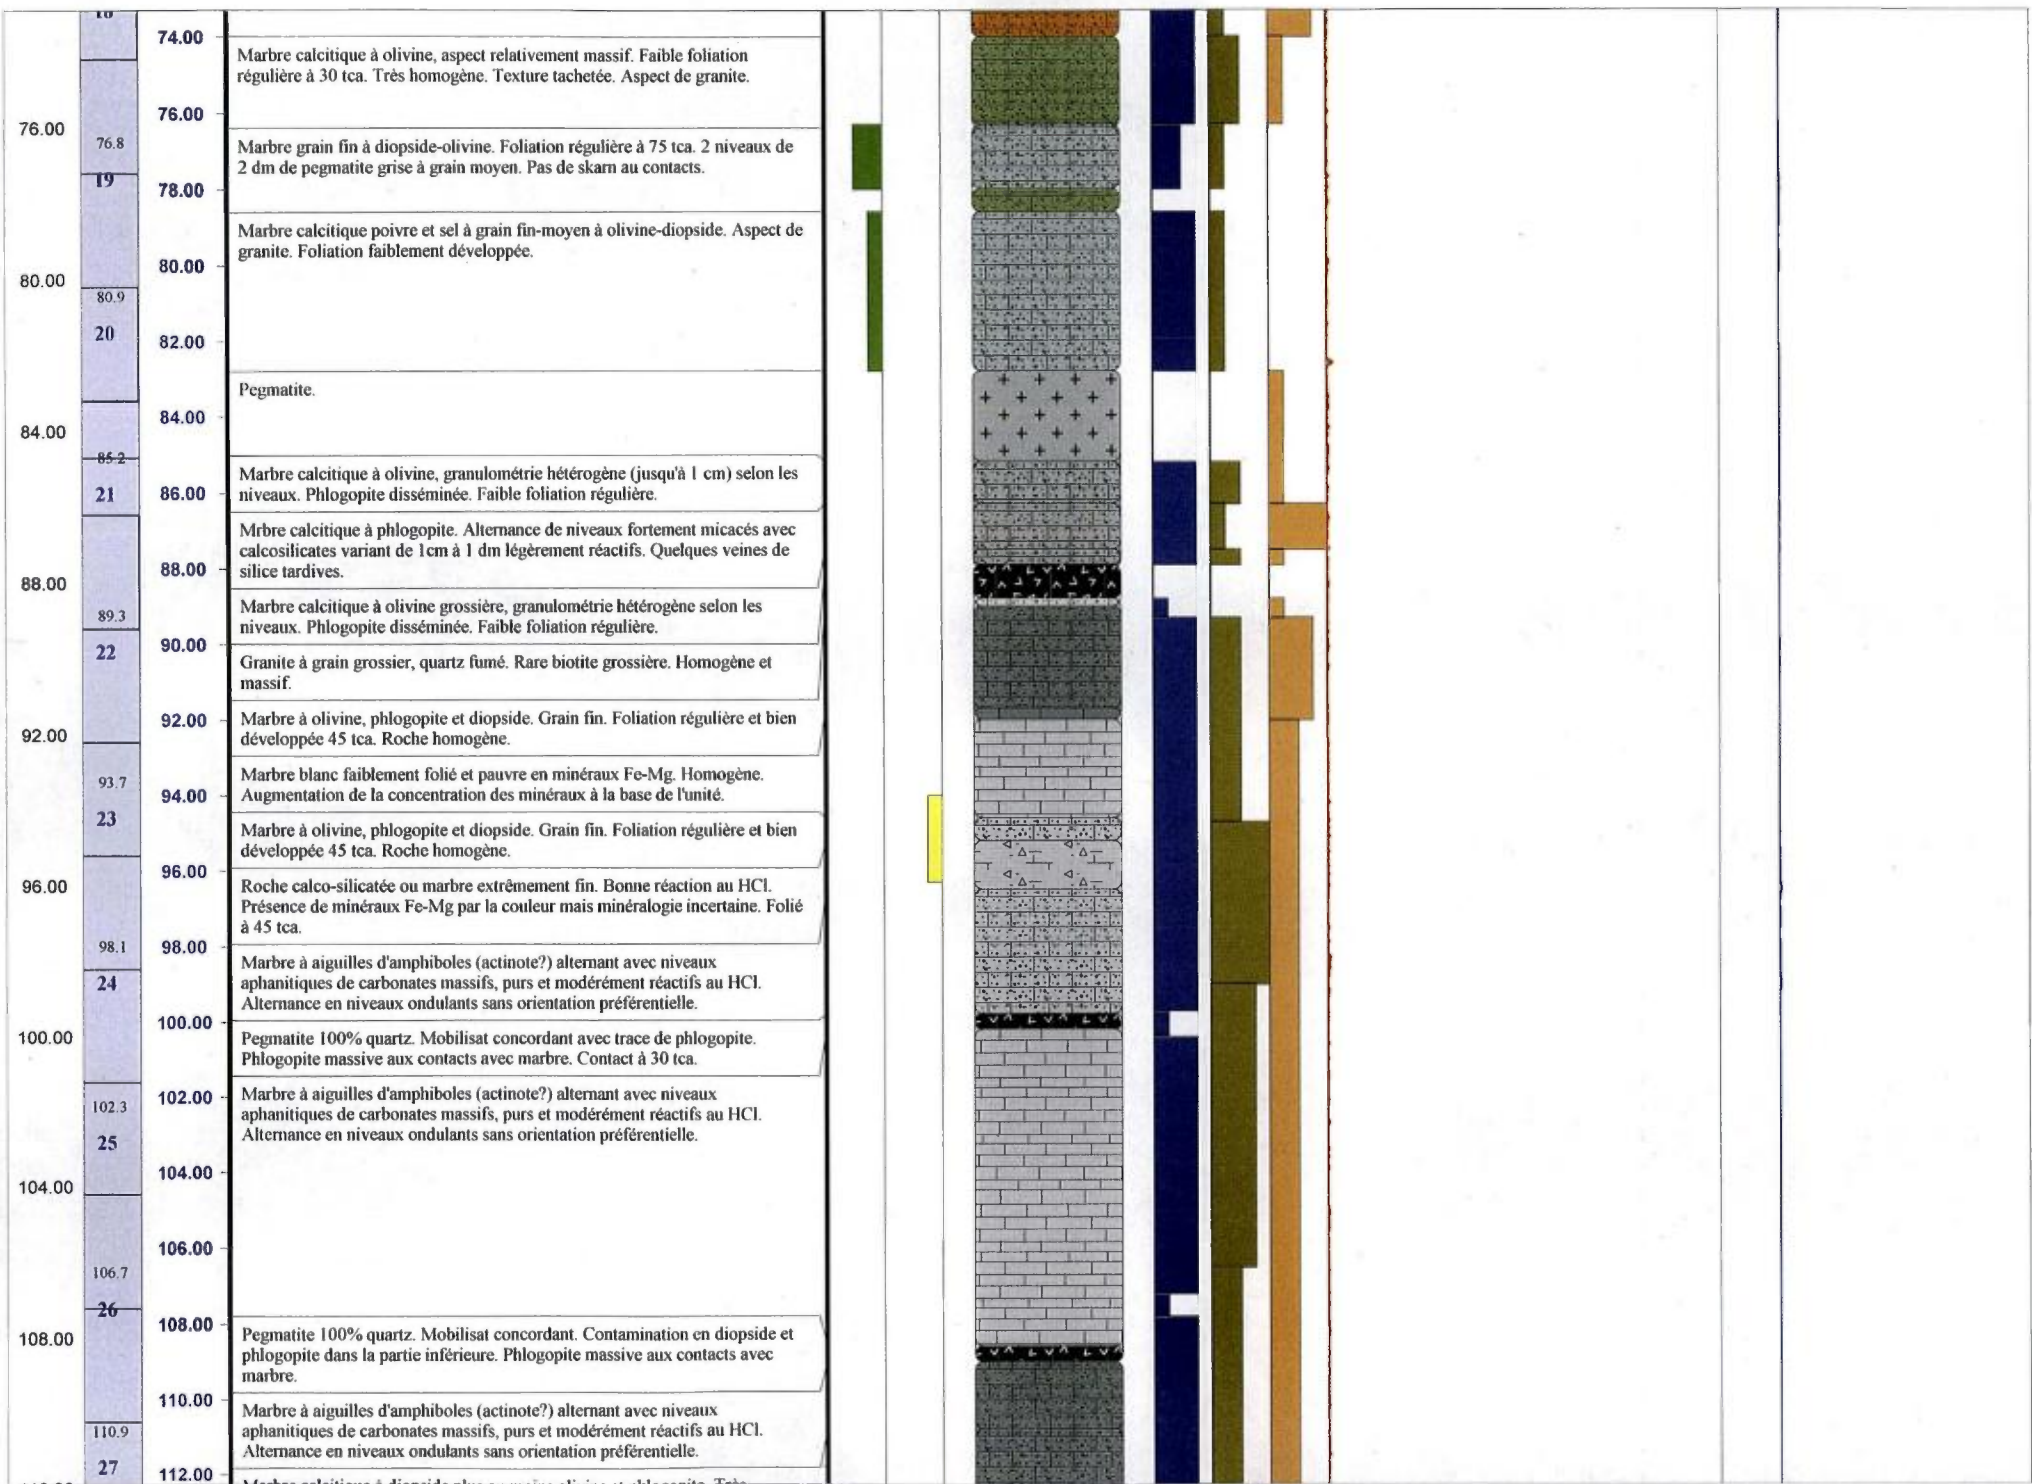 18
74.00
Marbre calcitique à olivine, aspect relativement massif. Faible foliation
régulière à 30 tca. Très homogène. Texture tachetée. Aspect de granite.
76.00
76.00
76.8
Marbre grain fin à diopside-olivine. Foliation régulière à 75 tca. 2 niveaux de
2 dm de pegmatite grise à grain moyen. Pas de skarn au contacts.
19
78.00
Marbre calcitique poivre et sel à grain fin-moyen à olivine-diopside. Aspect de
granite. Foliation faiblement développée.
80.00
80.00
80.9
20
82.00
Pegmatite.
84.00
84.00
85.2
Marbre calcitique à olivine, granulométrie hétérogène (jusqu'à 1 cm) selon les
niveaux. Phlogopite disséminée. Faible foliation régulière.
21
86.00
Mrbre calcitique à phlogopite. Alternance de niveaux fortement micacés avec
calcosilicates variant de 1cm à 1 dm légèrement réactifs. Quelques veines de
silice tardives.
88.00
88.00
Marbre calcitique à olivine grossière, granulométrie hétérogène selon les
niveaux. Phlogopite disséminée. Faible foliation régulière.
89.3
90.00
22
Granite à grain grossier, quartz fumé. Rare biotite grossière. Homogène et
massif.
Marbre à olivine, phlogopite et diopside. Grain fin. Foliation régulière et bien
développée 45 tca. Roche homogène.
92.00
92.00
Marbre blanc faiblement folié et pauvre en minéraux Fe-Mg. Homogène.
Augmentation de la concentration des minéraux à la base de l'unité.
93.7
94.00
23
Marbre à olivine, phlogopite et diopside. Grain fin. Foliation régulière et bien
développée 45 tca. Roche homogène.
96.00
96.00
Roche calco-silicatée ou marbre extrêmement fin. Bonne réaction au HCl.
Présence de minéraux Fe-Mg par la couleur mais minéralogie incertaine. Folié
à 45 tca.
98.1
98.00
24
Marbre à aiguilles d'amphiboles (actinote?) alternant avec niveaux
aphanitiques de carbonates massifs, purs et modérément réactifs au HCl.
Alternance en niveaux ondulants sans orientation préférentielle.
100.00
100.00
Pegmatite 100% quartz. Mobilisat concordant avec trace de phlogopite.
Phlogopite massive aux contacts avec marbre. Contact à 30 tca.
102.3
102.00
Marbre à aiguilles d'amphiboles (actinote?) alternant avec niveaux
aphanitiques de carbonates massifs, purs et modérément réactifs au HCl.
Alternance en niveaux ondulants sans orientation préférentielle.
25
104.00
104.00
106.00
106.7
26
108.00
108.00
Pegmatite 100% quartz. Mobilisat concordant. Contamination en diopside et
phlogopite dans la partie inférieure. Phlogopite massive aux contacts avec
marbre.
110.00
110.9
Marbre à aiguilles d'amphiboles (actinote?) alternant avec niveaux
aphanitiques de carbonates massifs, purs et modérément réactifs au HCl.
Alternance en niveaux ondulants sans orientation préférentielle.
27
112.00